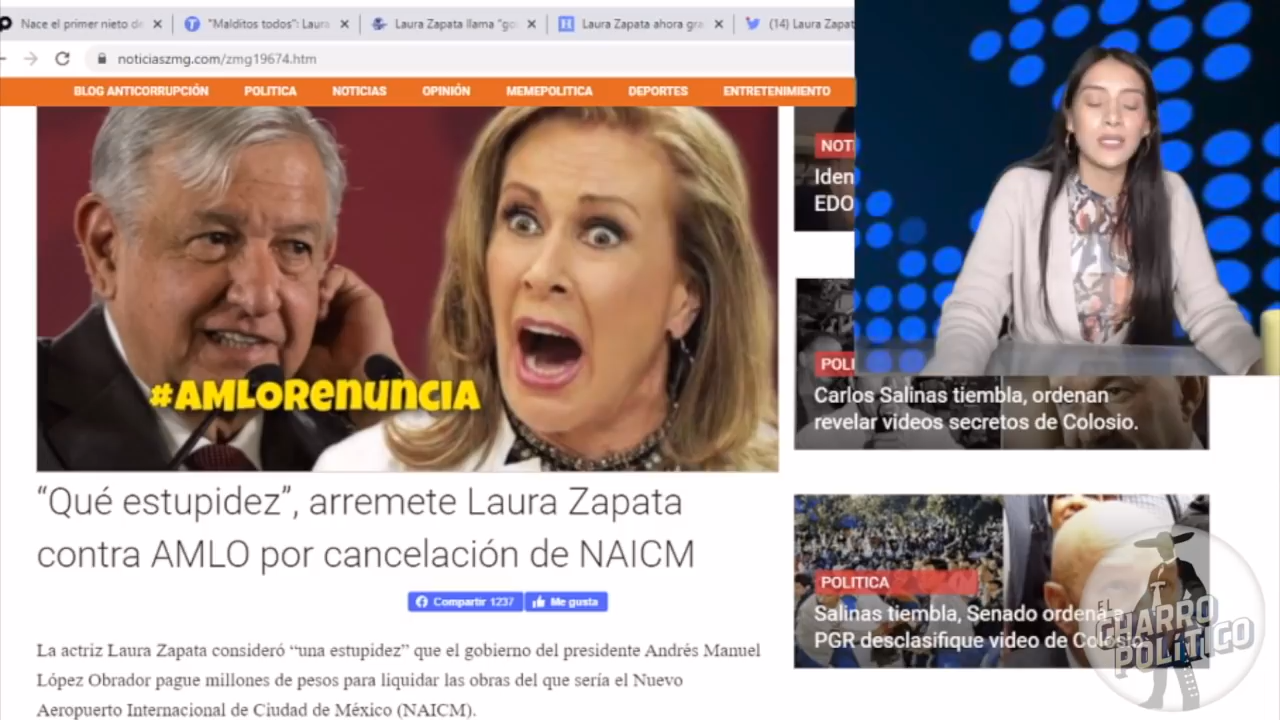 Nace el primer nieto de
"Malditos todos": Laura
Laura Zapata llama "go
Laura Zapata ahora gra
(14) Laura Zapat
noticiaszmg.com/zmg19674.htm
BLOG ANTICORRUPCIÓN POLITICA NOTICIAS OPINIÓN MEMEPOLITICA DEPORTES ENTRETENIMIENTO
#AMLORenuncia
"Qué estupidez", arremete Laura Zapata
contra AMLO por cancelación de NAICM
Compartir 1237 Me gusta
La actriz Laura Zapata consideró "una estupidez" que el gobierno del presidente Andrés Manuel
López Obrador pague millones de pesos para liquidar las obras del que sería el Nuevo
Aeropuerto Internacional de Ciudad de México (NAICM).
NOTI
Iden
EDO
POLI
Carlos Salinas tiembla, ordenan
revelar videos secretos de Colosio.
POLITICA
Salinas tiembla, Senado ordena a
PGR desclasifique video de Colosio.
EL
CHARRO
POLÍTICO